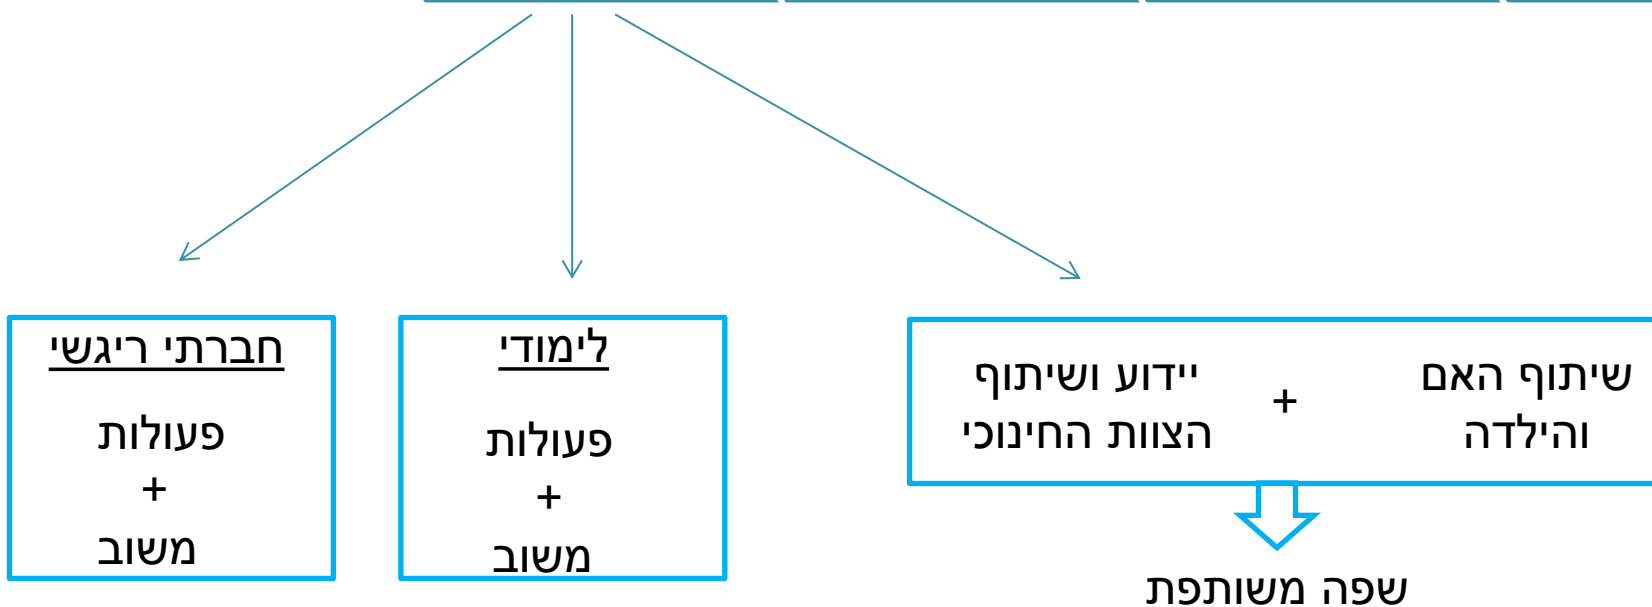 שיתוף האם
והילדה
+
יידוע ושיתוף
הצוות החינוכי
שפה משותפת
לימודי
פעולות
+
משוב
חברתי ריגשי
פעולות
+
משוב